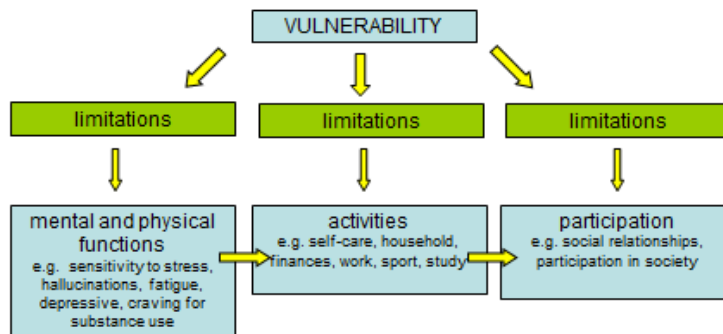 VULNERABILITY
limitations
limitations
limitations
mental and physical
functions
e.g. sensitivity to stress,
hallucinations, fatigue,
depressive, craving for
substance use
activities
e.g. self-care, household,
finances, work, sport, study
participation
e.g. social relationships,
participation in society